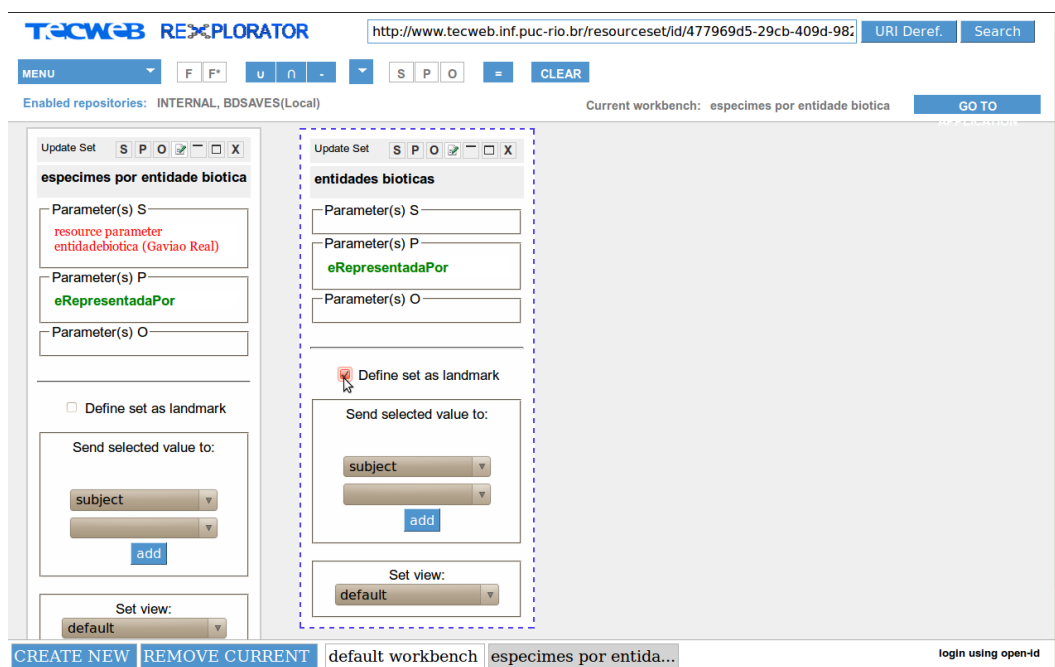 TECWEB REXPLORATOR
http://www.tecweb.inf.puc-rio.br/resourceset/id/477969d5-29cb-409d-982
URI Deref.
Search
MENU
F F* ∪ ∩ - S P O = CLEAR
Enabled repositories: INTERNAL, BDSAVES(Local)
Current workbench: especimes por entidade biotica
GO TO
APPLICATION
Update Set S P O X
especimes por entidade biotica
Parameter(s) S
resource parameter
entidadebiotica (Gaviao Real)
Parameter(s) P
eRepresentadaPor
Parameter(s) O
Define set as landmark
Send selected value to:
subject
add
Set view:
default
Update Set S P O X
entidades bioticas
Parameter(s) S
Parameter(s) P
eRepresentadaPor
Parameter(s) O
Define set as landmark
Send selected value to:
subject
add
Set view:
default
CREATE NEW REMOVE CURRENT default workbench especimes por entida...
login using open-id